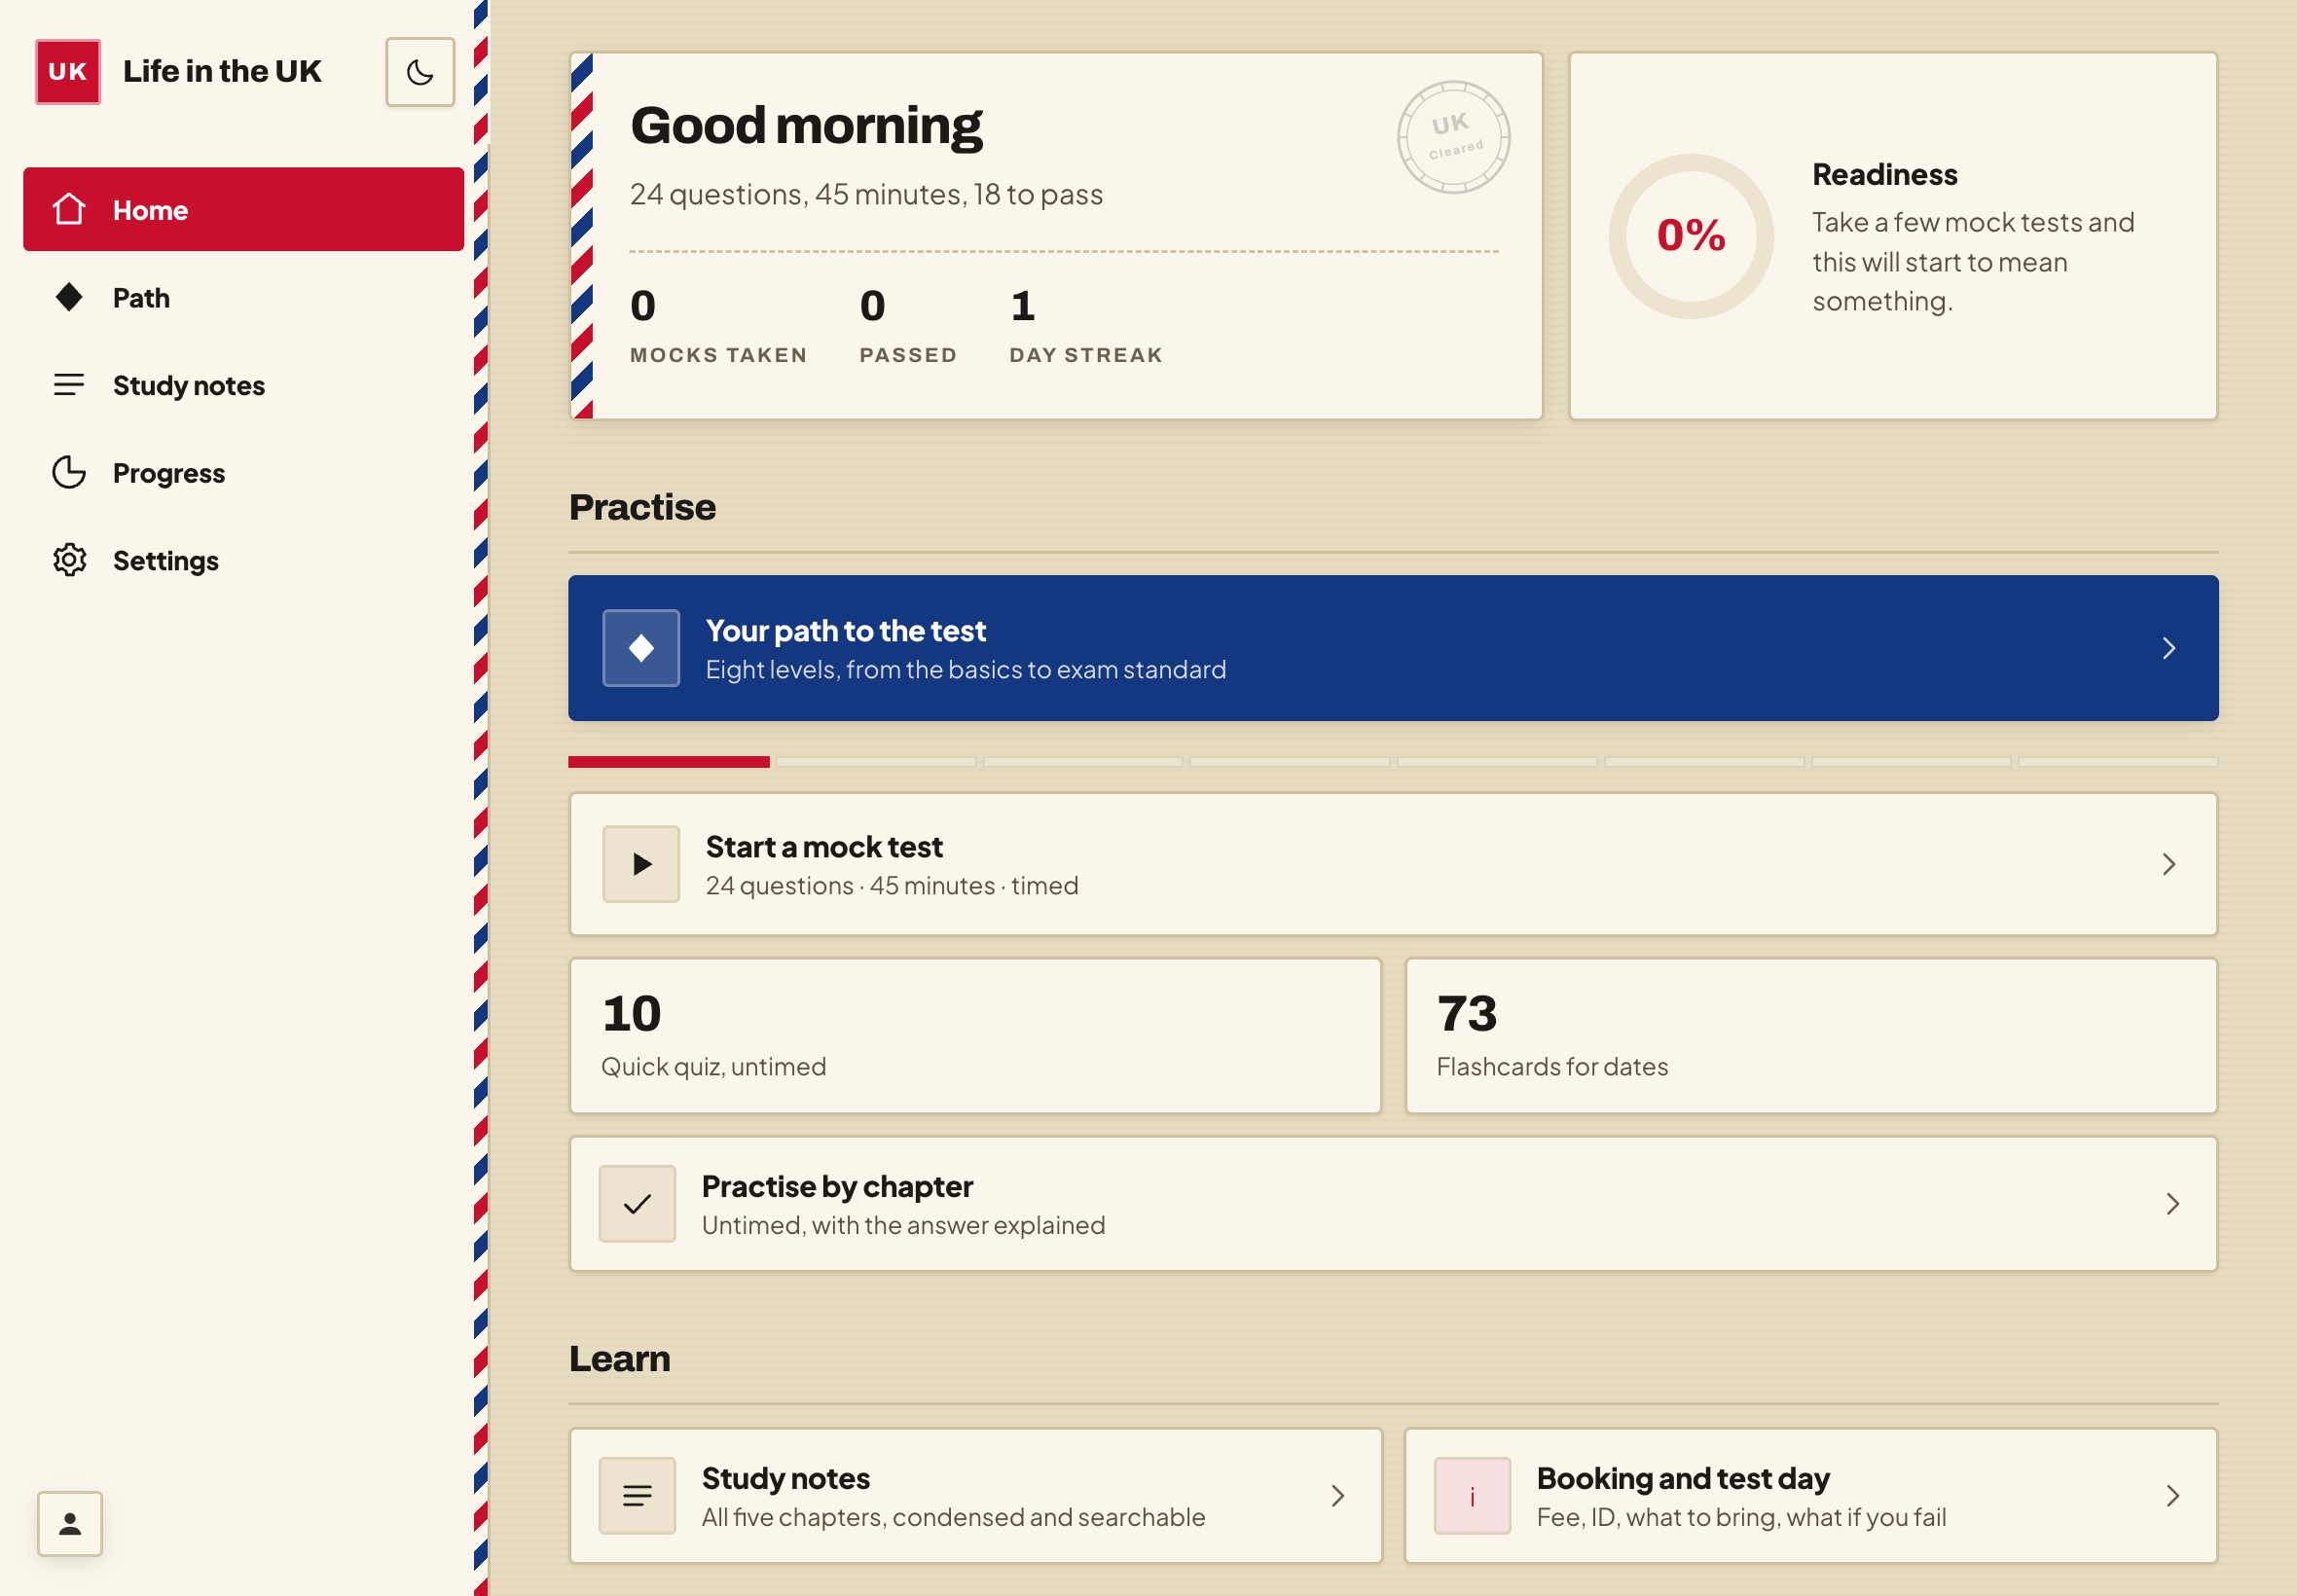 UK
Life in the UK
Home
Path
Study notes
Progress
Settings
Good morning
24 questions, 45 minutes, 18 to pass
UK
Cleared
0
MOCKS TAKEN
0
PASSED
1
DAY STREAK
0%
Readiness
Take a few mock tests and
this will start to mean
something.
Practise
Your path to the test
Eight levels, from the basics to exam standard
Start a mock test
24 questions · 45 minutes · timed
10
Quick quiz, untimed
73
Flashcards for dates
Practise by chapter
Untimed, with the answer explained
Learn
Study notes
All five chapters, condensed and searchable
i
Booking and test day
Fee, ID, what to bring, what if you fail